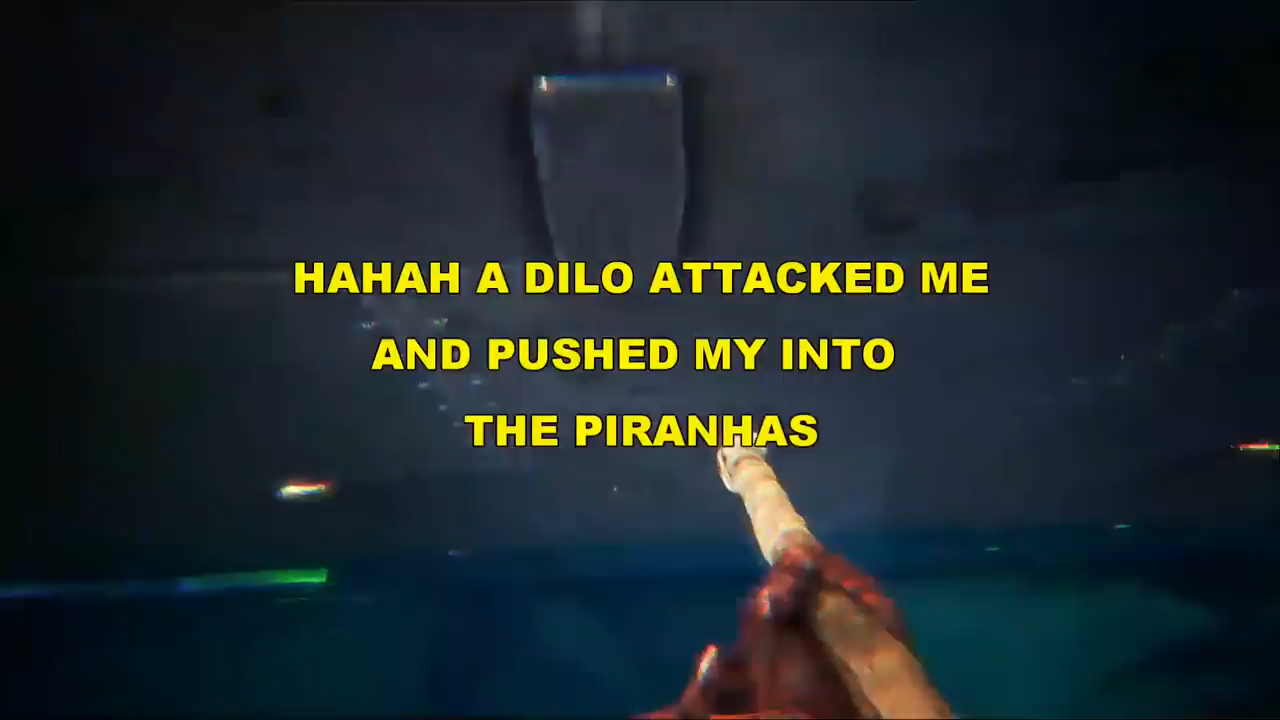 HAHAH A DILO ATTACKED ME
AND PUSHED MY INTO
THE PIRANHAS